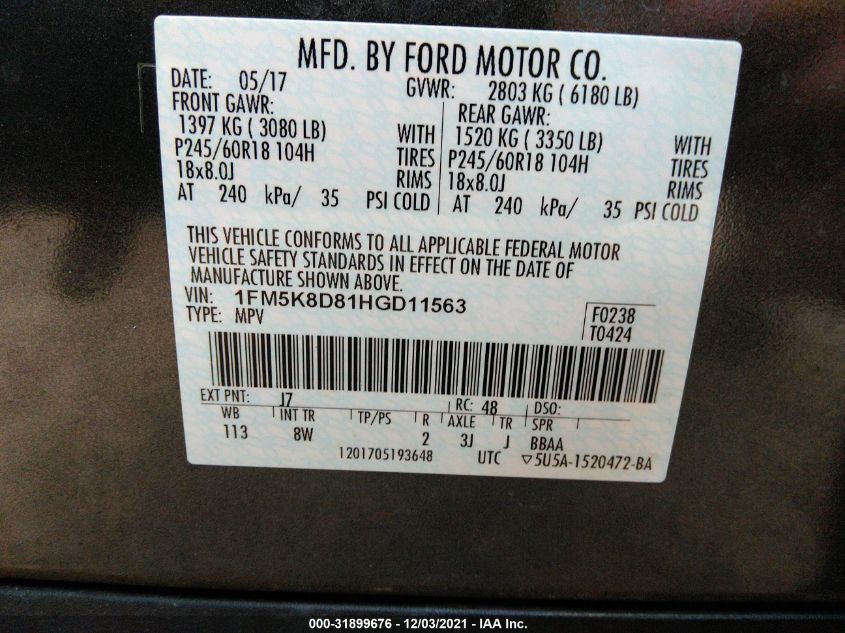 MFD. BY FORD MOTOR CO.
DATE: 05/17 GVWR: 2803 KG ( 6180 LB)
FRONT GAWR: REAR GAWR:
1397 KG ( 3080 LB) WITH 1520 KG ( 3350 LB) WITH
P245/60R18 104H TIRES P245/60R18 104H TIRES
18x8.0J RIMS 18x8.0J RIMS
AT 240 kPa/ 35 PSI COLD AT 240 kPa/ 35 PSI COLD
THIS VEHICLE CONFORMS TO ALL APPLICABLE FEDERAL MOTOR
VEHICLE SAFETY STANDARDS IN EFFECT ON THE DATE OF
MANUFACTURE SHOWN ABOVE.
VIN: 1FM5K8D81HGD11563
TYPE: MPV
F0238
T0424
EXT PNT: J7 RC: 48 DSO:
WB INT TR TP/PS R AXLE TR SPR
113 8W 2 3J J BBAA
1201705193648 UTC ▽5U5A-1520472-BA
000-31899676 - 12/03/2021 - IAA Inc.